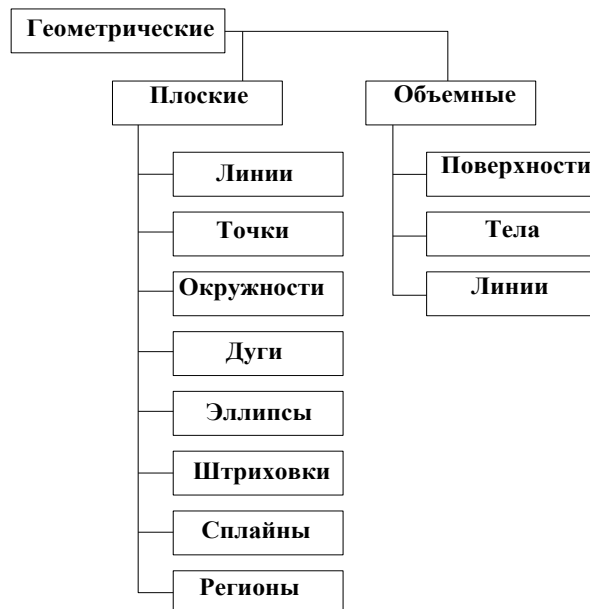 Геометрические
Плоские
Объемные
Линии
Точки
Окружности
Дуги
Эллипсы
Штриховки
Сплайны
Регионы
Поверхности
Тела
Линии